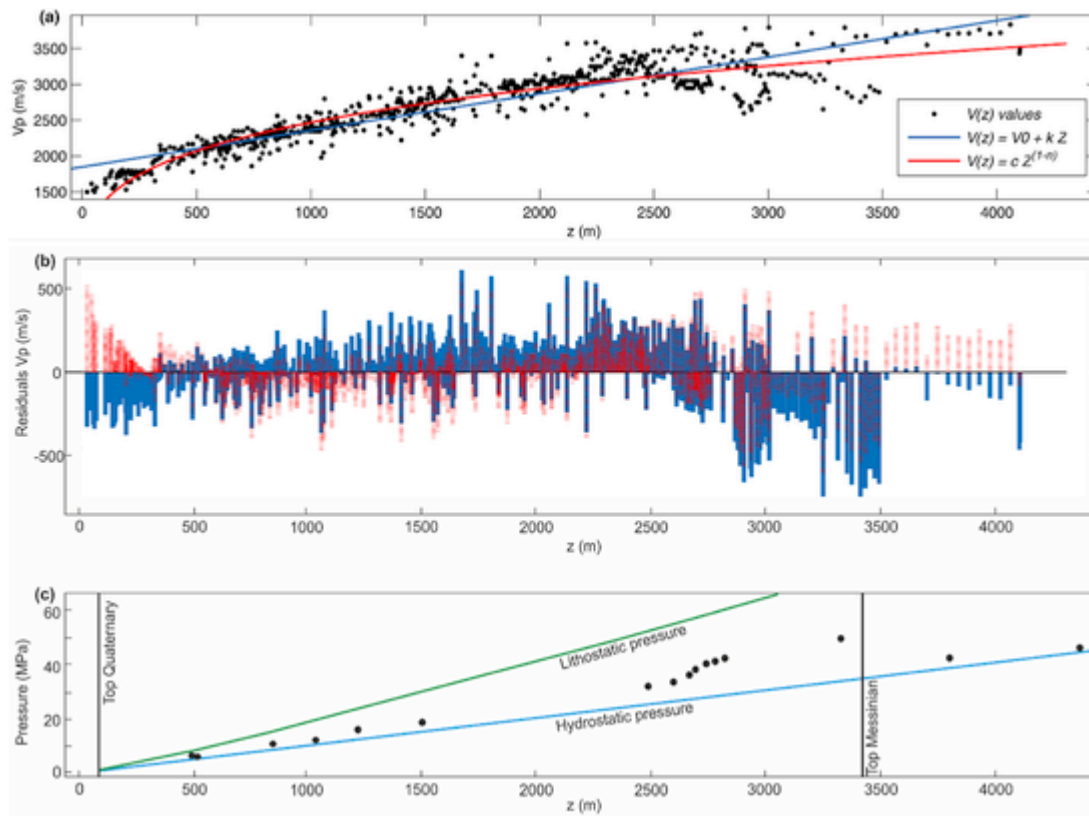 (a)
Vp (m/s)
3500
3000
2500
2000
1500
V(z) values
V(z) = V0 + k Z
V(z) = c Z^(1-n)
0 500 1000 1500 2000 2500 3000 3500 4000
z (m)
(b)
Residuals Vp (m/s)
500
0
-500
0 500 1000 1500 2000 2500 3000 3500 4000
z (m)
(c)
Pressure (MPa)
60
40
20
0
Top Quaternary
Lithostatic pressure
Hydrostatic pressure
Top Messinian
0 500 1000 1500 2000 2500 3000 3500 4000
z (m)